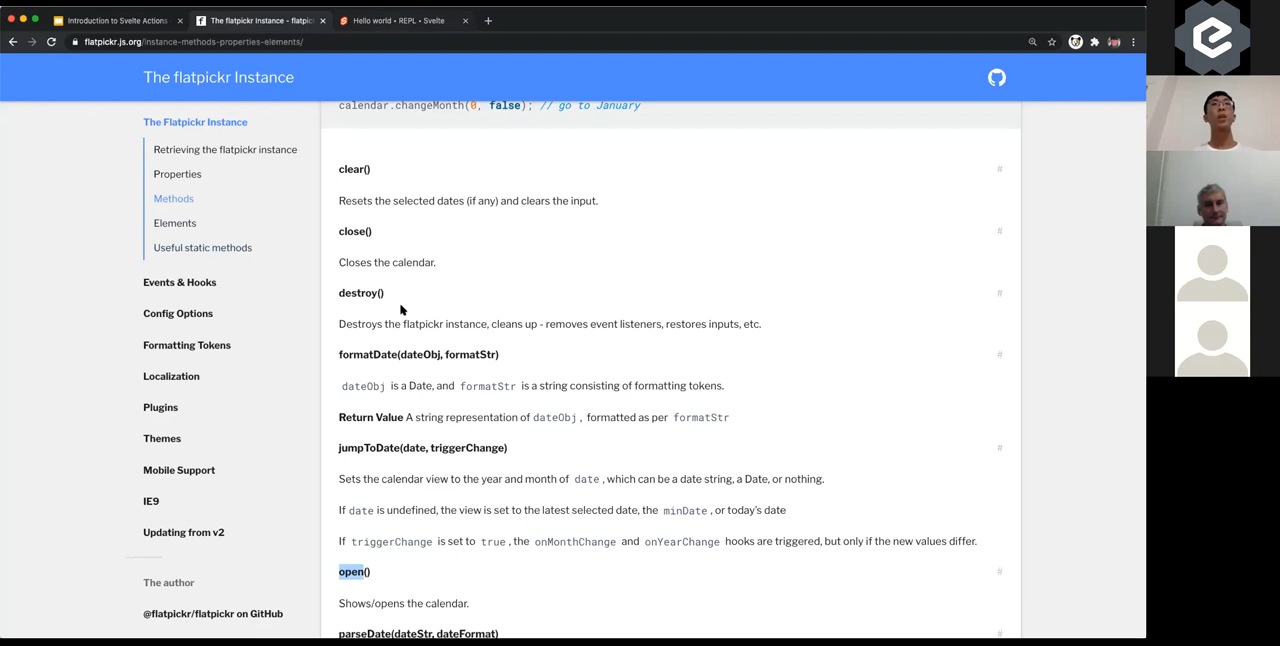 Introduction to Svelte Actions
The flatpickr Instance - flatpic
Hello world • REPL • Svelte
flatpickr.js.org/instance-methods-properties-elements/
The flatpickr Instance
The Flatpickr Instance
Retrieving the flatpickr instance
Properties
Methods
Elements
Useful static methods
Events & Hooks
Config Options
Formatting Tokens
Localization
Plugins
Themes
Mobile Support
IE9
Updating from v2
The author
@flatpickr/flatpickr on GitHub
calendar.changeMonth(0, false); // go to January
clear() #
Resets the selected dates (if any) and clears the input.
close() #
Closes the calendar.
destroy() #
Destroys the flatpickr instance, cleans up - removes event listeners, restores inputs, etc.
formatDate(dateObj, formatStr) #
dateObj is a Date, and formatStr is a string consisting of formatting tokens.
Return Value A string representation of dateObj, formatted as per formatStr
jumpToDate(date, triggerChange) #
Sets the calendar view to the year and month of date, which can be a date string, a Date, or nothing.
If date is undefined, the view is set to the latest selected date, the minDate, or today's date
If triggerChange is set to true, the onMonthChange and onYearChange hooks are triggered, but only if the new values differ.
open() #
Shows/opens the calendar.
parseDate(dateStr, dateFormat) #